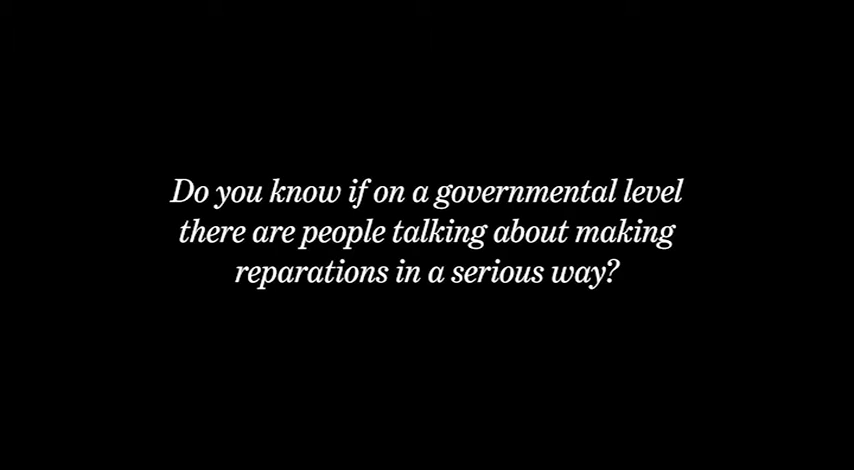 Do you know if on a governmental level
there are people talking about making
reparations in a serious way?